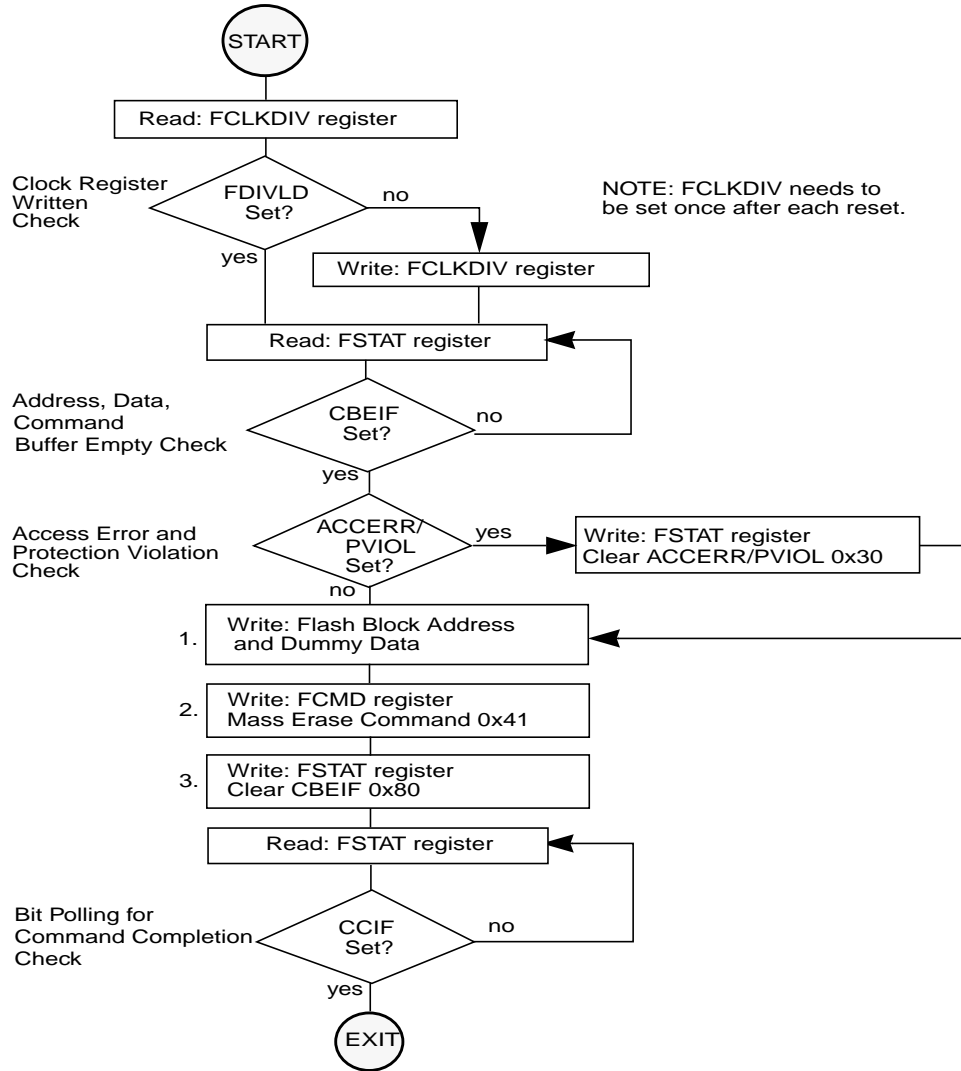 START
Read: FCLKDIV register
Clock Register
Written
Check
FDIVLD
Set?
no
yes
NOTE: FCLKDIV needs to
be set once after each reset.
Write: FCLKDIV register
Read: FSTAT register
Address, Data,
Command
Buffer Empty Check
CBEIF
Set?
no
yes
Access Error and
Protection Violation
Check
ACCERR/
PVIOL
Set?
yes
no
Write: FSTAT register
Clear ACCERR/PVIOL 0x30
1.
Write: Flash Block Address
and Dummy Data
2.
Write: FCMD register
Mass Erase Command 0x41
3.
Write: FSTAT register
Clear CBEIF 0x80
Read: FSTAT register
Bit Polling for
Command Completion
Check
CCIF
Set?
no
yes
EXIT